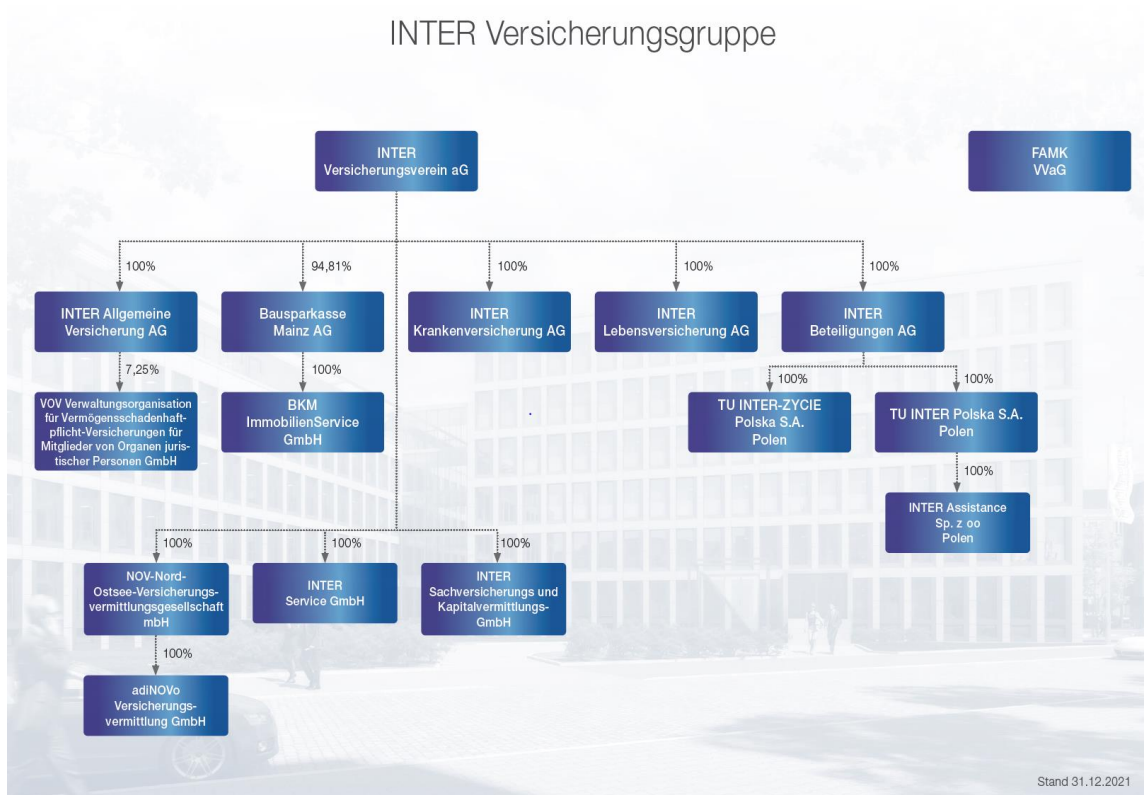 INTER Versicherungsgruppe
INTER
Versicherungsverein aG
FAMK
VVaG
100%
94,81%
100%
100%
100%
INTER Allgemeine
Versicherung AG
Bausparkasse
Mainz AG
INTER
Krankenversicherung AG
INTER
Lebensversicherung AG
INTER
Beteiligungen AG
7,25%
100%
100%
100%
VOV Verwaltungsorganisation
für Vermögensschadenhaft-
pflicht-Versicherungen für
Mitglieder von Organen juris-
tischer Personen GmbH
BKM
ImmobilienService
GmbH
TU INTER-ZYCIE
Polska S.A.
Polen
TU INTER Polska S.A.
Polen
100%
INTER Assistance
Sp. z oo
Polen
100%
100%
100%
NOV-Nord-
Ostsee-Versicherungs-
vermittlungsgesellschaft
mbH
INTER
Service GmbH
INTER
Sachversicherungs und
Kapitalvermittlungs-
GmbH
100%
adiNOVo
Versicherungs-
vermittlung GmbH
Stand 31.12.2021